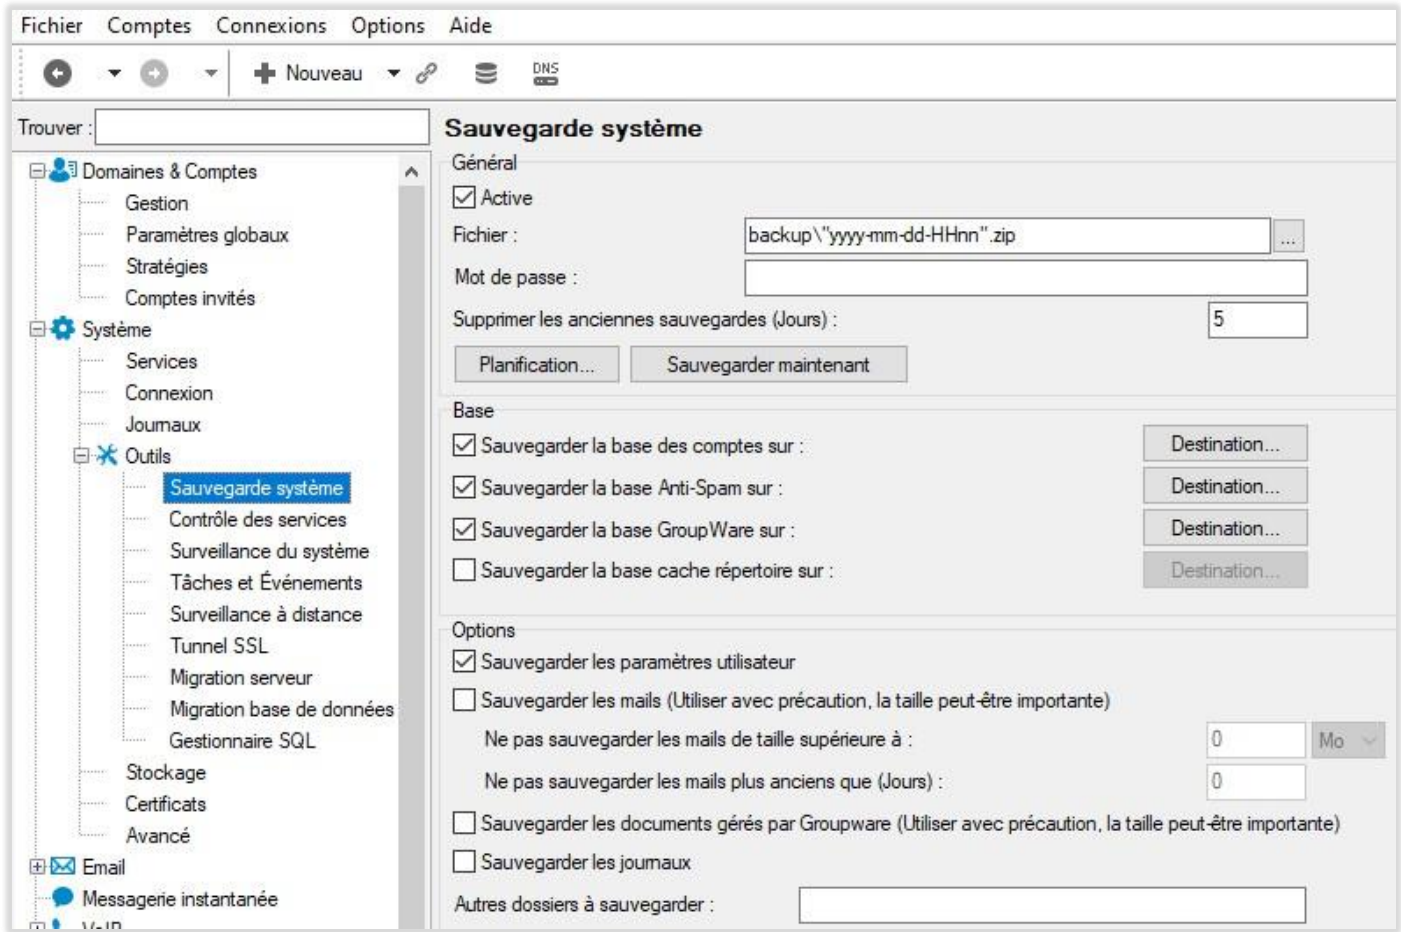 Fichier Comptes Connexions Options Aide
Nouveau DNS
Trouver :
Sauvegarde système
Domaines & Comptes
Gestion
Paramètres globaux
Stratégies
Comptes invités
Système
Services
Connexion
Journaux
Outils
Sauvegarde système
Contrôle des services
Surveillance du système
Tâches et Événements
Surveillance à distance
Tunnel SSL
Migration serveur
Migration base de données
Gestionnaire SQL
Stockage
Certificats
Avancé
Email
Messagerie instantanée
VoIP
Général
Active
Fichier : backup\"yyyy-mm-dd-HHnn".zip ...
Mot de passe :
Supprimer les anciennes sauvegardes (Jours) : 5
Planification... Sauvegarder maintenant
Base
Sauvegarder la base des comptes sur : Destination...
Sauvegarder la base Anti-Spam sur : Destination...
Sauvegarder la base GroupWare sur : Destination...
Sauvegarder la base cache répertoire sur : Destination...
Options
Sauvegarder les paramètres utilisateur
Sauvegarder les mails (Utiliser avec précaution, la taille peut-être importante)
Ne pas sauvegarder les mails de taille supérieure à : 0 Mo
Ne pas sauvegarder les mails plus anciens que (Jours) : 0
Sauvegarder les documents gérés par Groupware (Utiliser avec précaution, la taille peut-être importante)
Sauvegarder les journaux
Autres dossiers à sauvegarder :